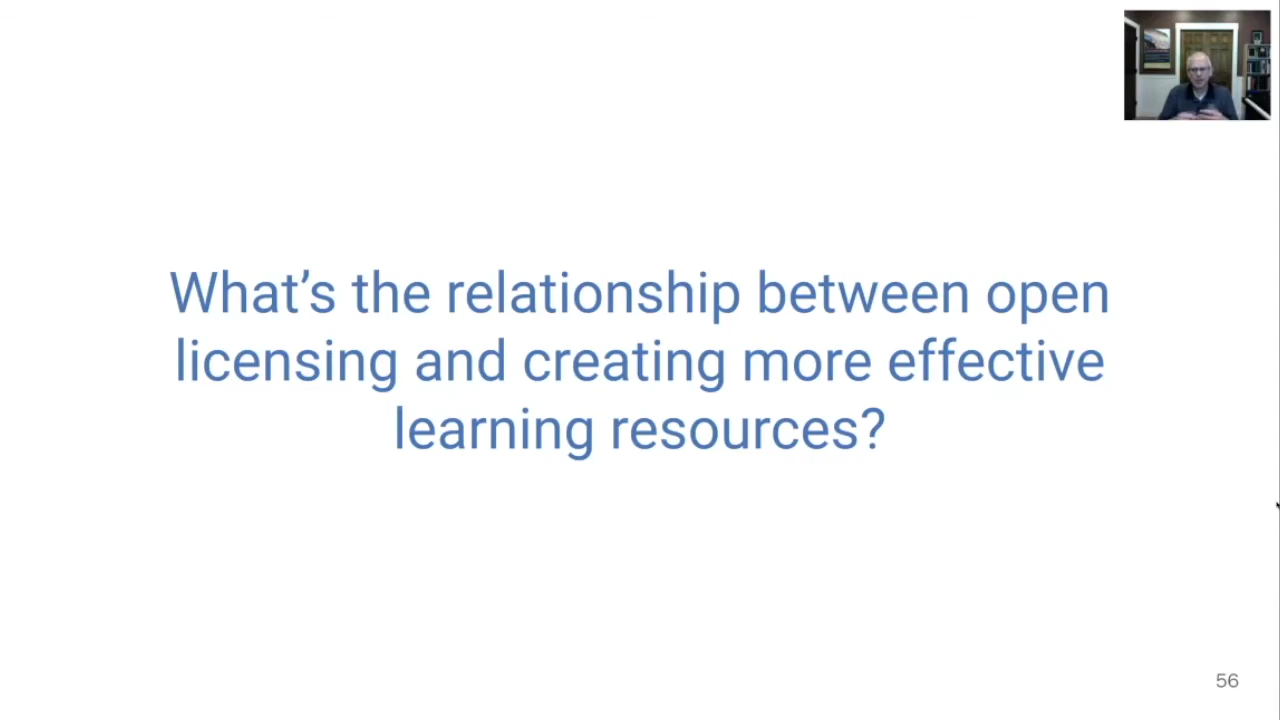 What’s the relationship between open
licensing and creating more effective
learning resources?
56